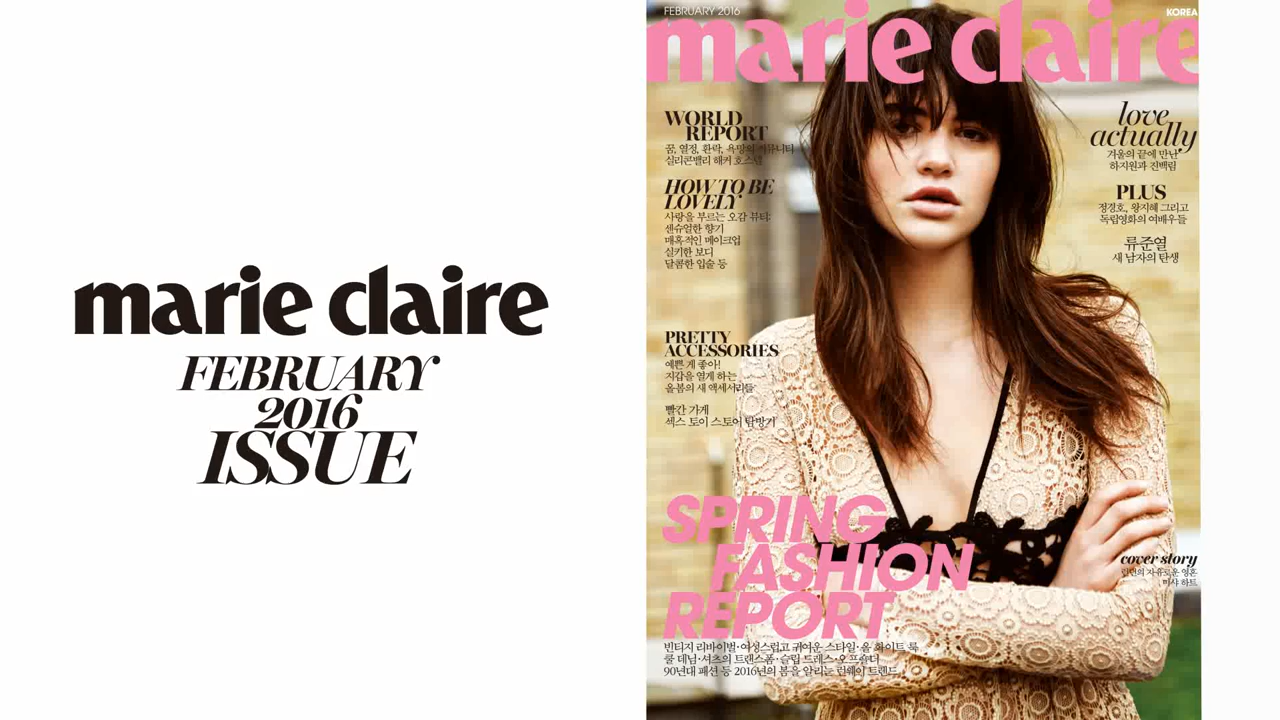 marie claire
FEBRUARY
2016
ISSUE
FEBRUARY 2016
KOREA
marie claire
WORLD
REPORT
꿈, 열정, 환락, 욕망의 커뮤니티
실리콘밸리 해커 호스텔
HOW TO BE
LOVELY
사랑을 부르는 오감 뷰티:
센슈얼한 향기
매혹적인 메이크업
실키한 보디
달콤한 입술 등
PRETTY
ACCESSORIES
예쁜 게 좋아!
지갑을 열게 하는
올봄의 새 액세서리들
빨간 가게
섹스 토이 스토어 탐방기
love
actually
겨울의 끝에 만난
하지원과 진백림
PLUS
정경호, 왕지혜 그리고
독립영화의 여배우들
류준열
새 남자의 탄생
SPRING
FASHION
REPORT
빈티지 리바이벌·여성스럽고 귀여운 스타일·올 화이트 룩
쿨 데님·셔츠의 트랜스폼·슬립 드레스·오프숄더
90년대 패션 등 2016년의 봄을 알리는 런웨이 트렌드
cover story
런던의 자유로운 영혼
미샤 하트